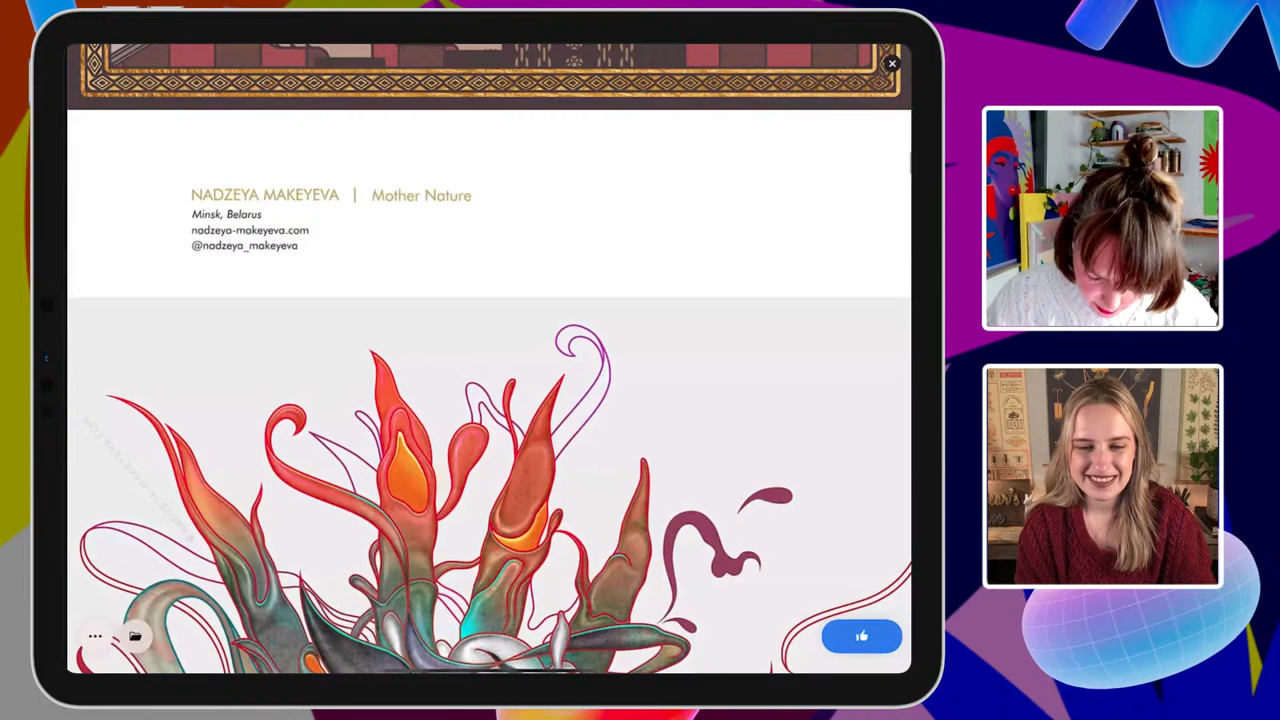 NADZEYA MAKEYEVA | Mother Nature
Minsk, Belarus
nadzeya-makeyeva.com
@nadzeya_makeyeva